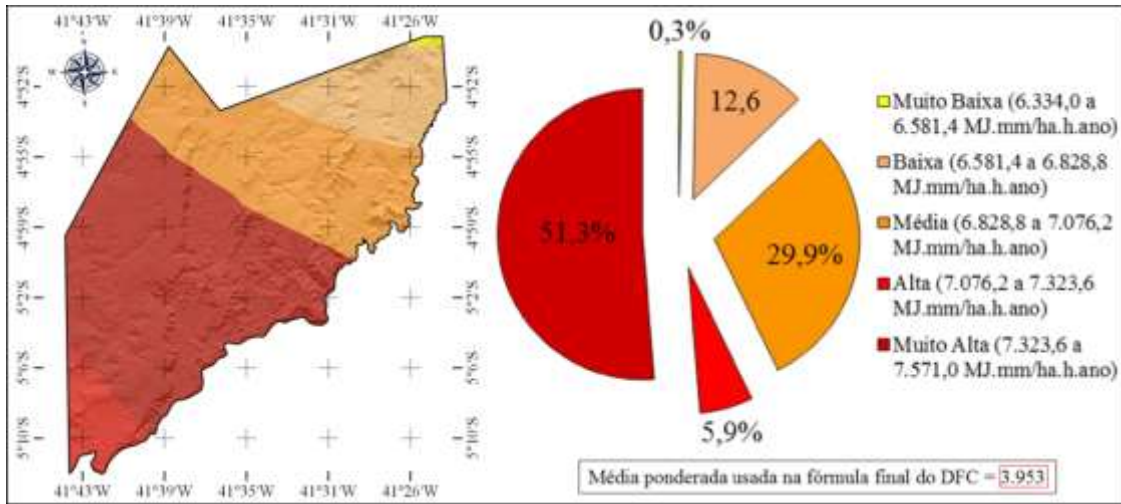 41°43'W 41°39'W 41°35'W 41°31'W 41°26'W
4°52'S 4°52'S
4°55'S 4°55'S
4°59'S 4°59'S
5°2'S 5°2'S
5°6'S 5°6'S
5°10'S 5°10'S
41°43'W 41°39'W 41°35'W 41°31'W 41°26'W
0,3%
12,6
29,9%
5,9%
51,3%
Muito Baixa (6.334,0 a
6.581,4 MJ.mm/ha.h.ano)
Baixa (6.581,4 a 6.828,8
MJ.mm/ha.h.ano)
Média (6.828,8 a 7.076,2
MJ.mm/ha.h.ano)
Alta (7.076,2 a 7.323,6
MJ.mm/ha.h.ano)
Muito Alta (7.323,6 a
7.571,0 MJ.mm/ha.h.ano)
Média ponderada usada na fórmula final do DFC = 3.953